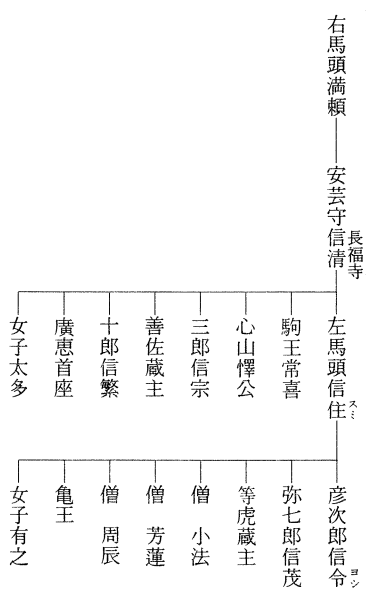 右馬頭満頼
安芸守信清
長福寺
左馬頭信住
スミ
駒王常喜
心山懌公
三郎信宗
善佐蔵主
十郎信繁
廣恵首座
女子太多
彦次郎信令
ヨシ
弥七郎信茂
等虎蔵主
僧 小法
僧 芳蓮
僧 周辰
亀王
女子有之